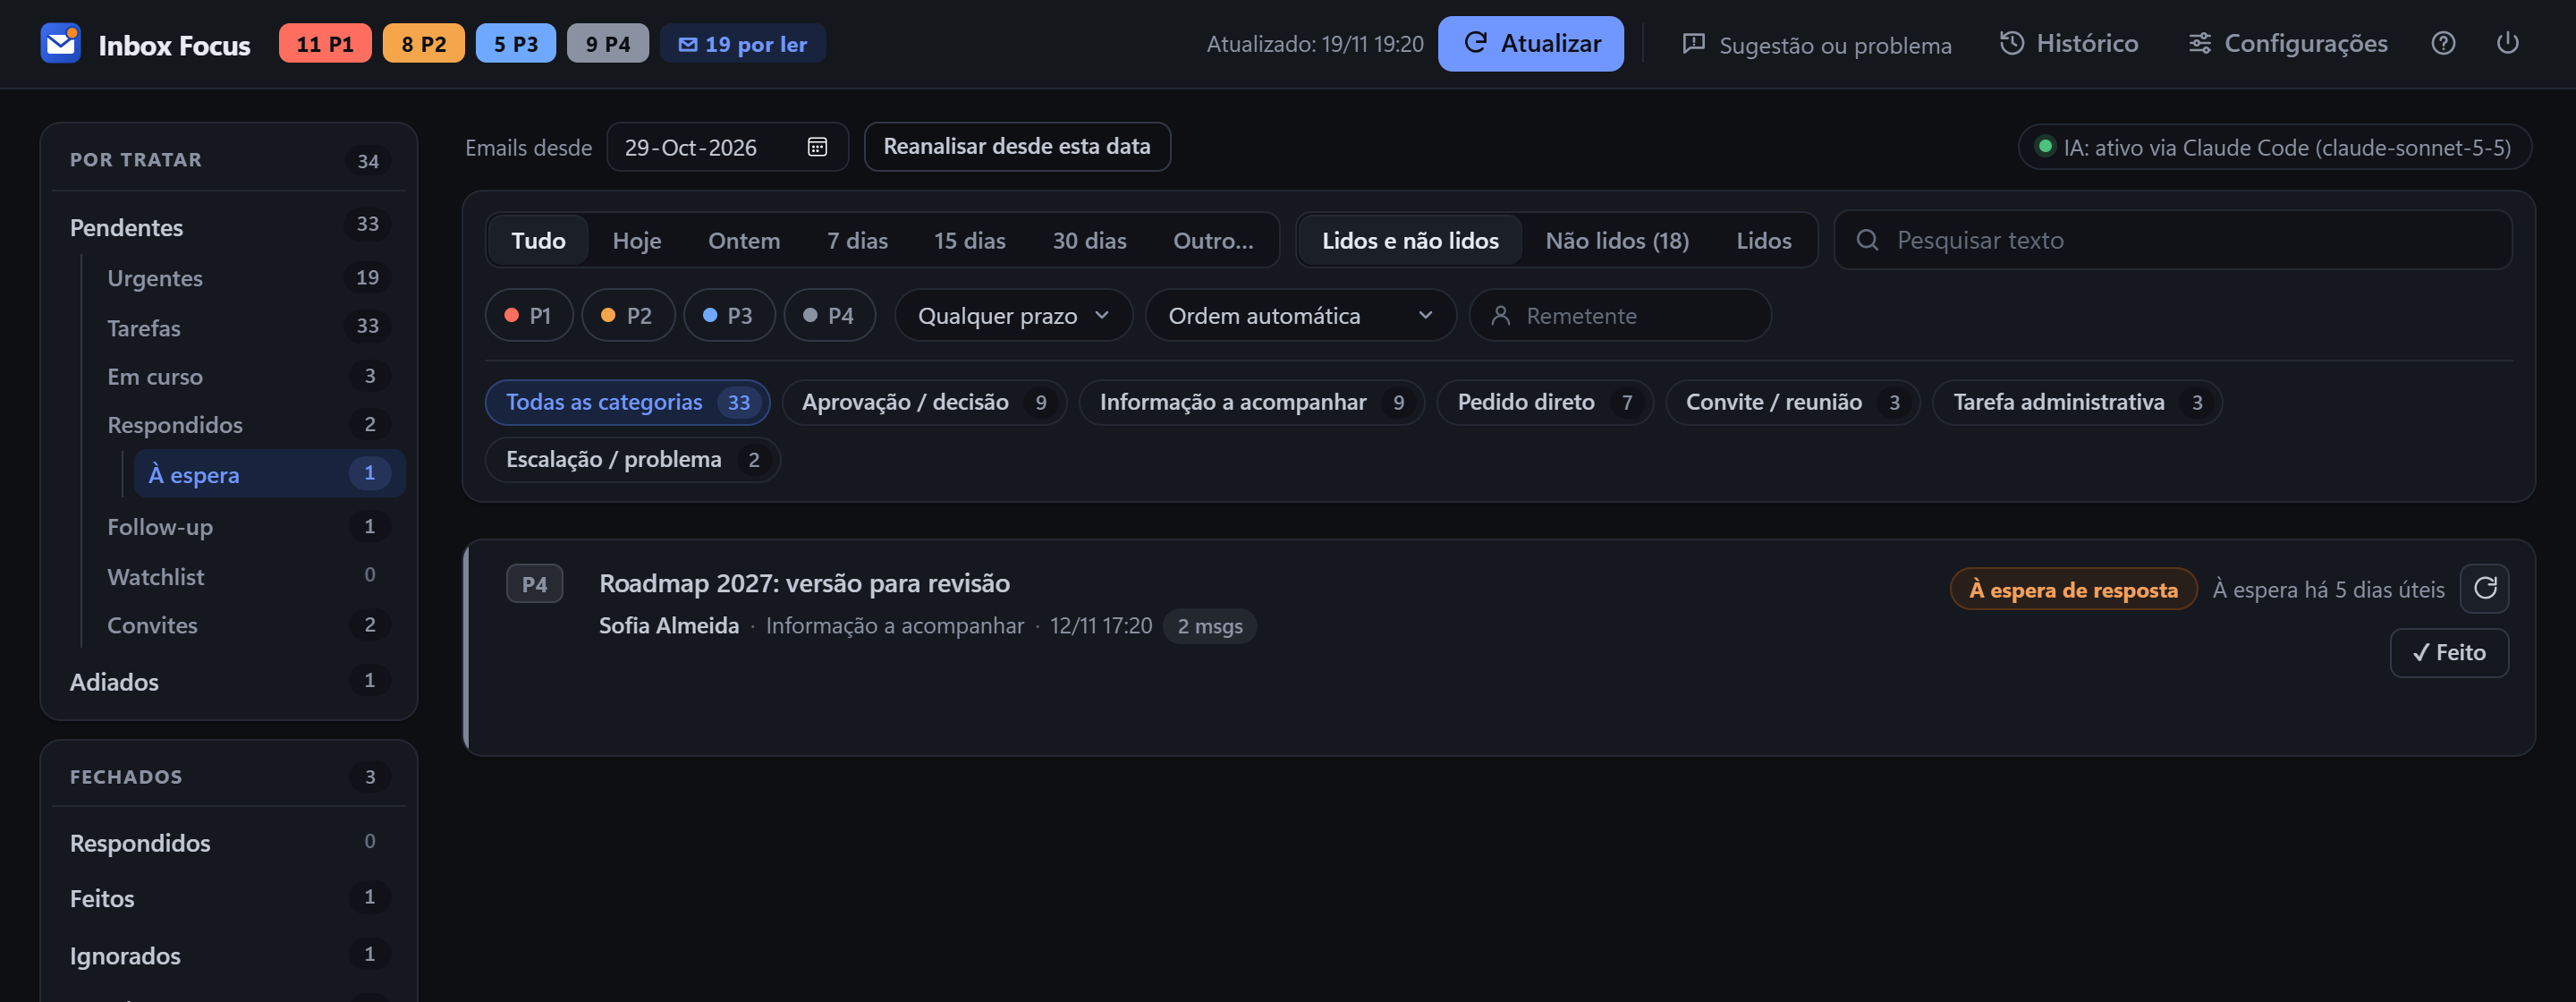 Inbox Focus
11 P1
8 P2
5 P3
9 P4
19 por ler
Atualizado: 19/11 19:20
Atualizar
Sugestão ou problema
Histórico
Configurações
POR TRATAR 34
Pendentes 33
Urgentes 19
Tarefas 33
Em curso 3
Respondidos 2
À espera 1
Follow-up 1
Watchlist 0
Convites 2
Adiados 1
FECHADOS 3
Respondidos 0
Feitos 1
Ignorados 1
Emails desde
29-Oct-2026
Reanalisar desde esta data
IA: ativo via Claude Code (claude-sonnet-5-5)
Tudo
Hoje
Ontem
7 dias
15 dias
30 dias
Outro...
Lidos e não lidos
Não lidos (18)
Lidos
Pesquisar texto
P1
P2
P3
P4
Qualquer prazo
Ordem automática
Remetente
Todas as categorias 33
Aprovação / decisão 9
Informação a acompanhar 9
Pedido direto 7
Convite / reunião 3
Tarefa administrativa 3
Escalação / problema 2
P4
Roadmap 2027: versão para revisão
Sofia Almeida · Informação a acompanhar · 12/11 17:20 2 msgs
À espera de resposta
À espera há 5 dias úteis
✓ Feito